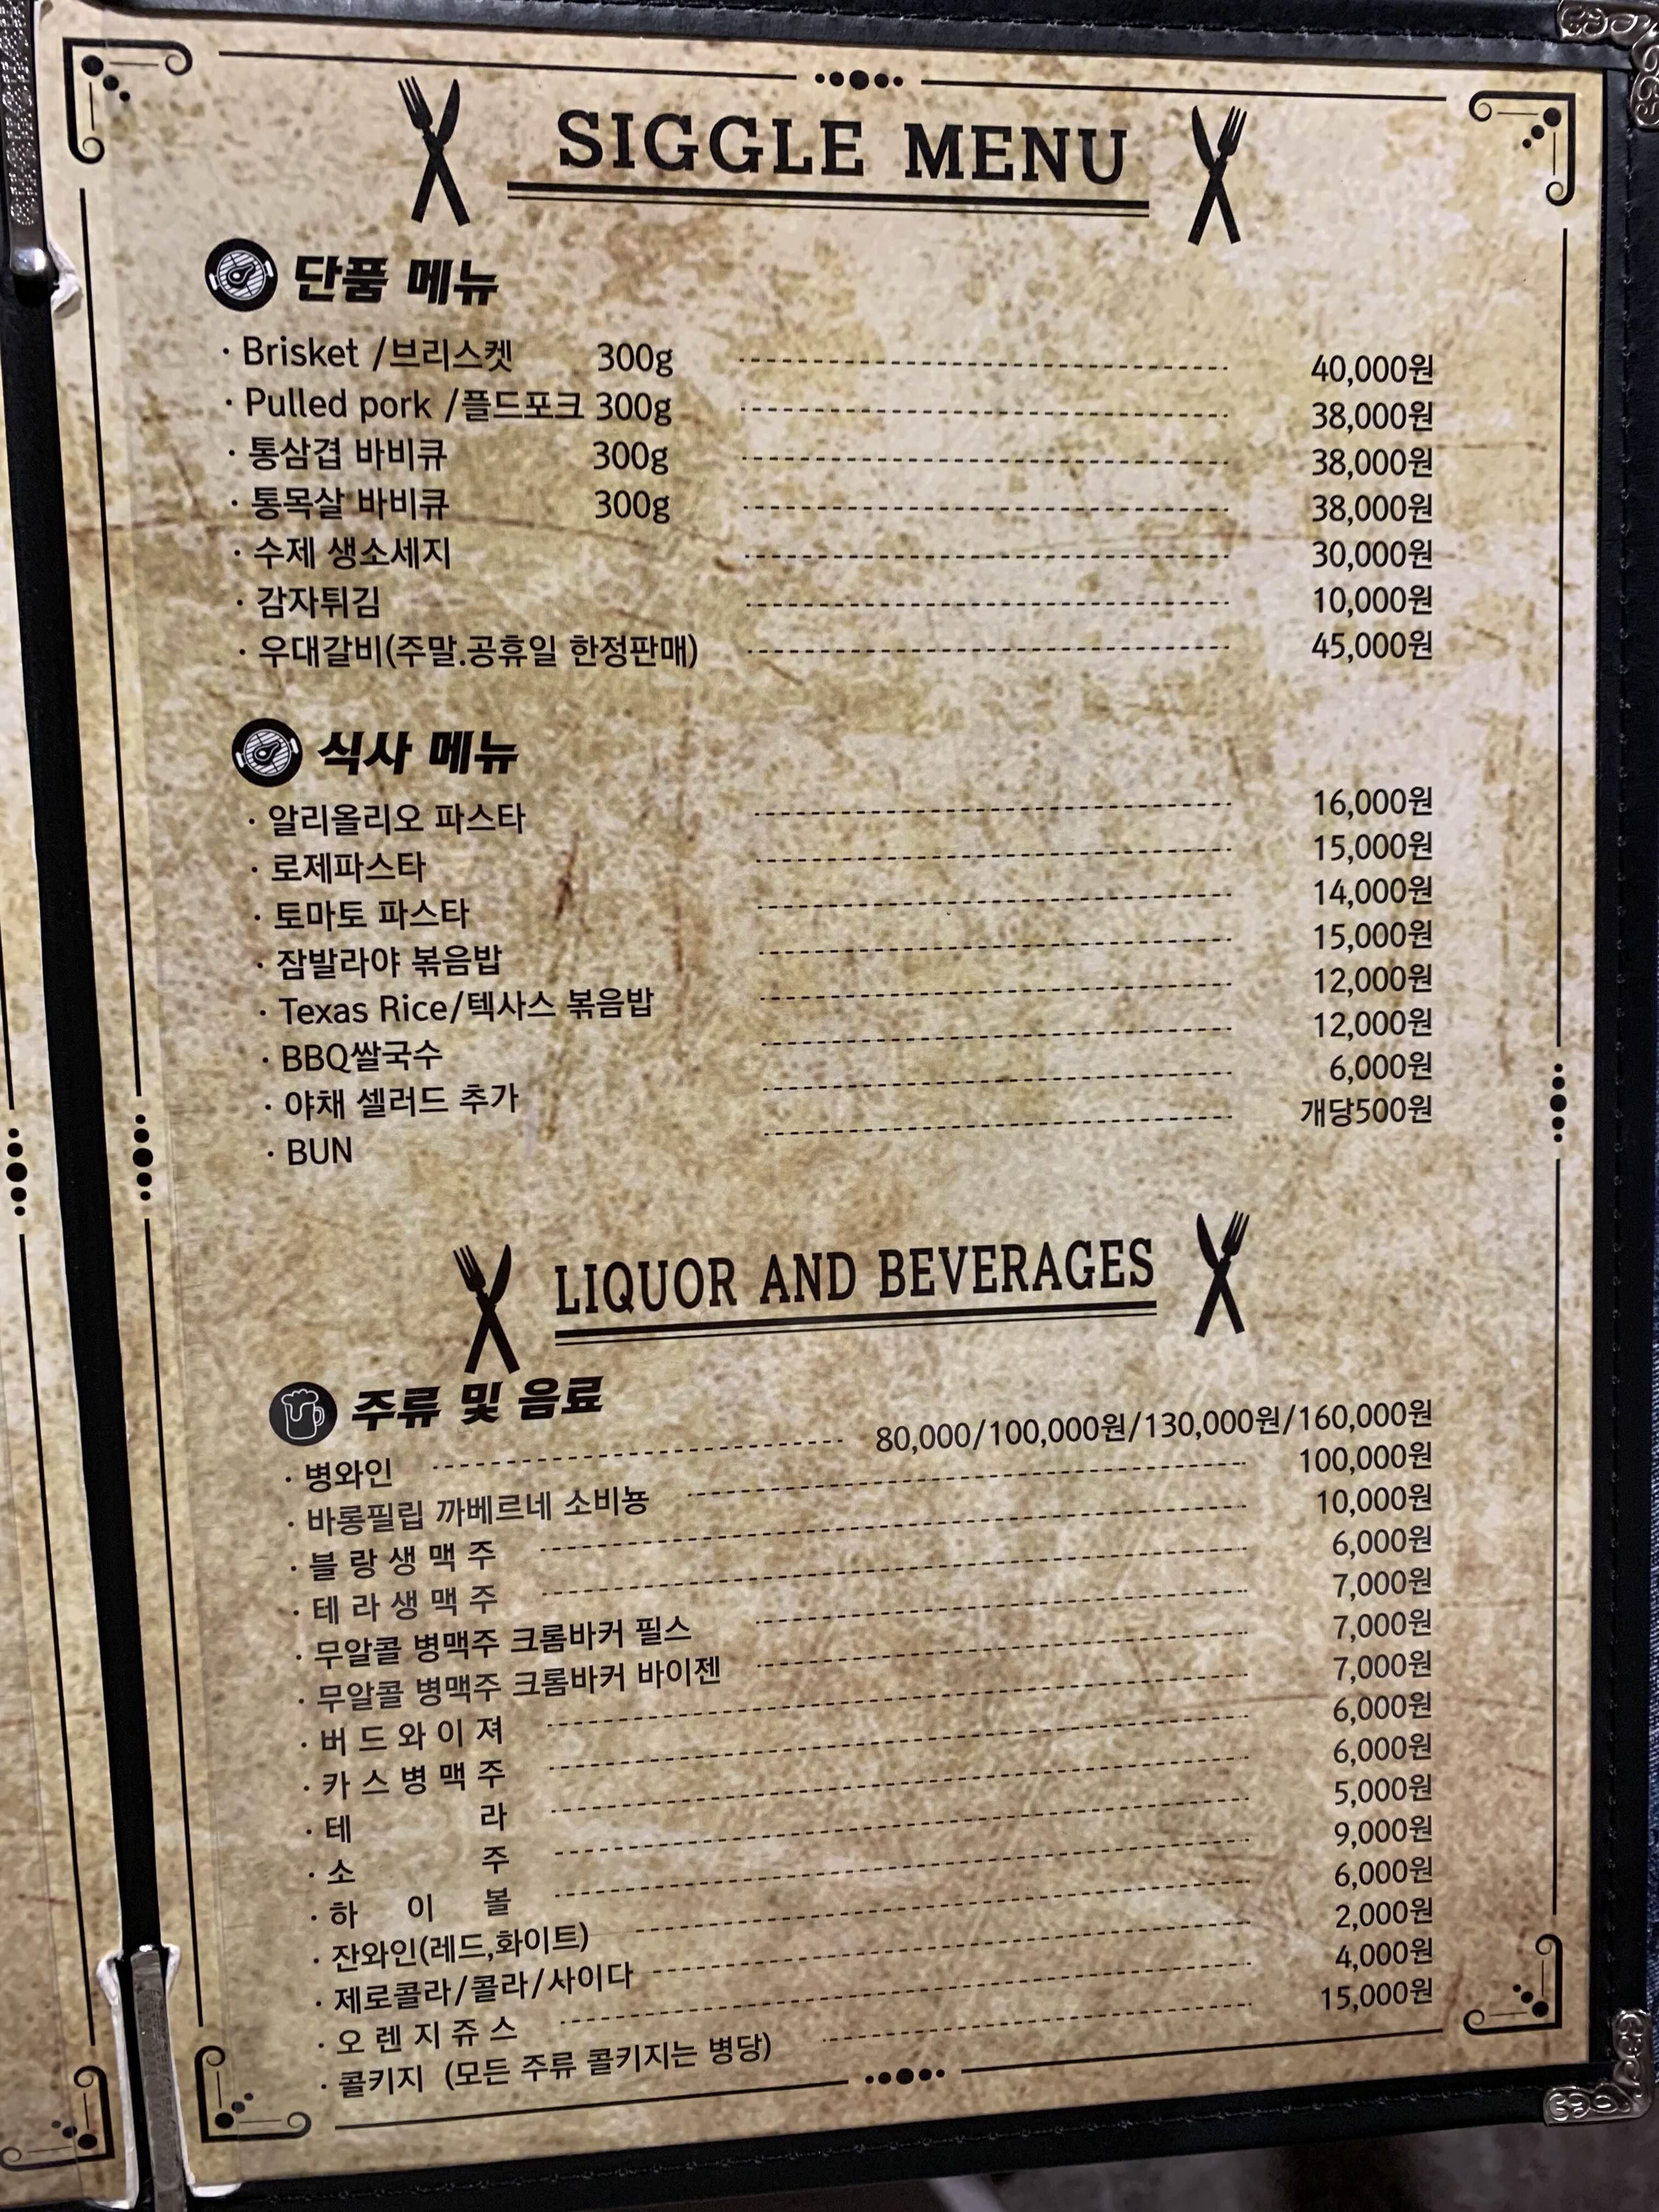 SIGGLE MENU
단품 메뉴
· Brisket /브리스켓 300g 40,000원
· Pulled pork /플드포크 300g 38,000원
· 통삼겹 바비큐 300g 38,000원
· 통목살 바비큐 300g 38,000원
· 수제 생소세지 30,000원
· 감자튀김 10,000원
· 우대갈비(주말.공휴일 한정판매) 45,000원
식사 메뉴
· 알리올리오 파스타 16,000원
· 로제파스타 15,000원
· 토마토 파스타 14,000원
· 잠발라야 볶음밥 15,000원
· Texas Rice/텍사스 볶음밥 12,000원
· BBQ쌀국수 12,000원
· 야채 셀러드 추가 6,000원
· BUN 개당500원
LIQUOR AND BEVERAGES
주류 및 음료
· 병와인 80,000/100,000원/130,000원/160,000원
· 바롱필립 까베르네 소비뇽 100,000원
· 블랑생맥주 10,000원
· 테라생맥주 6,000원
· 무알콜 병맥주 크롬바커 필스 7,000원
· 무알콜 병맥주 크롬바커 바이젠 7,000원
· 버드와이져 7,000원
· 카스병맥주 6,000원
· 테라 6,000원
· 소주 5,000원
· 하이볼 9,000원
· 잔와인(레드,화이트) 6,000원
· 제로콜라/콜라/사이다 2,000원
· 오렌지쥬스 4,000원
· 콜키지 (모든 주류 콜키지는 병당) 15,000원